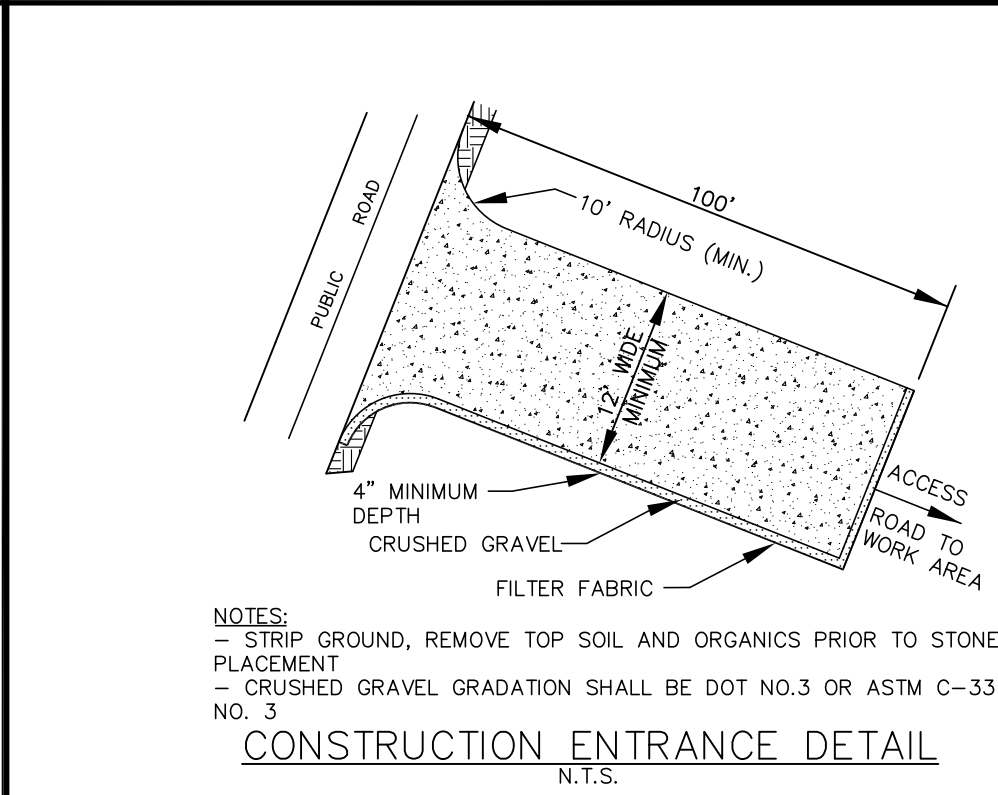 100'
10' RADIUS (MIN.)
PUBLIC ROAD
12' WIDE
MINIMUM
4" MINIMUM
DEPTH
CRUSHED GRAVEL
FILTER FABRIC
ACCESS
ROAD TO
WORK AREA
NOTES:
– STRIP GROUND, REMOVE TOP SOIL AND ORGANICS PRIOR TO STONE
PLACEMENT
– CRUSHED GRAVEL GRADATION SHALL BE DOT NO.3 OR ASTM C–33
NO. 3
CONSTRUCTION ENTRANCE DETAIL
N.T.S.